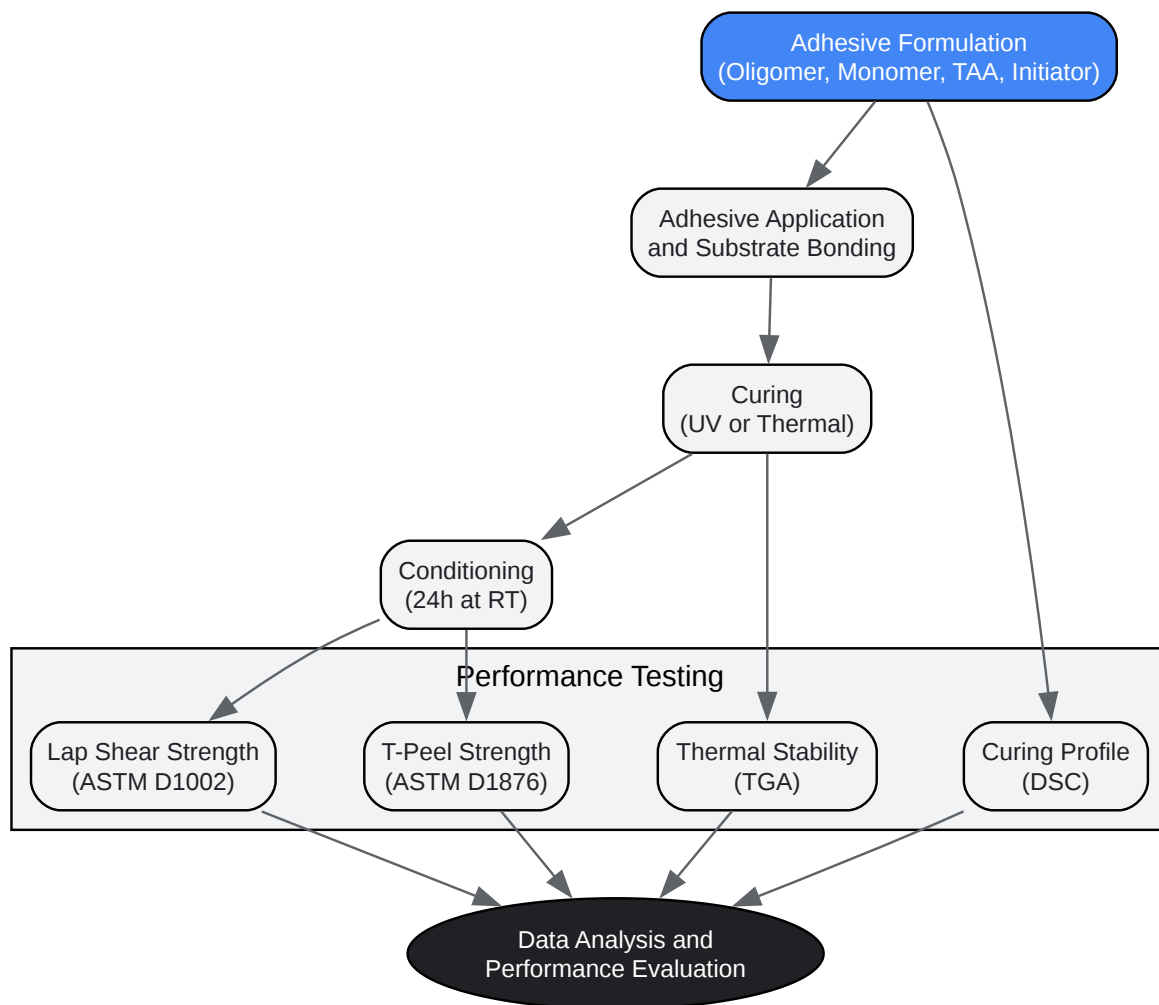 Adhesive Formulation
(Oligomer, Monomer, TAA, Initiator)
Adhesive Application
and Substrate Bonding
Curing
(UV or Thermal)
Conditioning
(24h at RT)
Performance Testing
Lap Shear Strength
(ASTM D1002)
T-Peel Strength
(ASTM D1876)
Thermal Stability
(TGA)
Curing Profile
(DSC)
Data Analysis and
Performance Evaluation